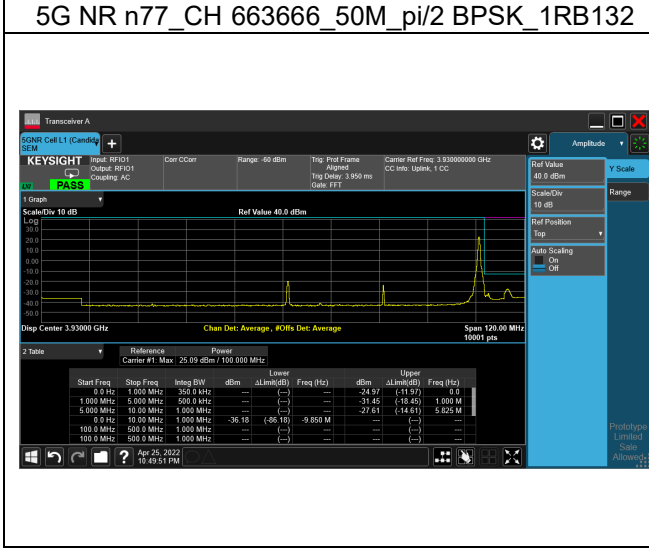 5G NR n77_CH 663666_50M_pi/2 BPSK_1RB132
Transceiver A
5GNR Cell L1 (Candid
SEM
+
Amplitude
KEYSIGHT Input: RFIO1 Corr CCorr Range: -60 dBm Trig: Prot Frame Carrier Ref Freq: 3.930000000 GHz
Output: RFIO1 Aligned CC Info: Uplink, 1 CC
Coupling: AC Trig Delay: 3.950 ms
PASS Gate: FFT
Ref Value
40.0 dBm
Y Scale
Scale/Div
10 dB
Range
Ref Position
Top
Auto Scaling
On
Off
1 Graph
Scale/Div 10 dB Ref Value 40.0 dBm
Log
30.0
20.0
10.0
0.00
-10.0
-20.0
-30.0
-40.0
-50.0
Disp Center 3.93000 GHz Chan Det: Average , #Offs Det: Average Span 120.00 MHz
10001 pts
2 Table Reference Power
Carrier #1: Max 25.09 dBm / 100.000 MHz
Lower Upper
Start Freq Stop Freq Integ BW dBm ΔLimit(dB) Freq (Hz) dBm ΔLimit(dB) Freq (Hz)
0.0 Hz 1.000 MHz 350.0 kHz --- (---) --- -24.97 (-11.97) 0.0
1.000 MHz 5.000 MHz 500.0 kHz --- (---) --- -31.45 (-18.45) 1.000 M
5.000 MHz 10.00 MHz 1.000 MHz --- (---) --- -27.61 (-14.61) 5.825 M
0.0 Hz 10.00 MHz 1.000 MHz -36.18 (-86.18) -9.850 M --- (---) ---
100.0 MHz 500.0 MHz 1.000 MHz --- (---) --- --- (---) ---
100.0 MHz 500.0 MHz 1.000 MHz --- (---) --- --- (---) ---
Prototype
Limited
Sale
Allowed
? Apr 25, 2022
10:49:51 PM